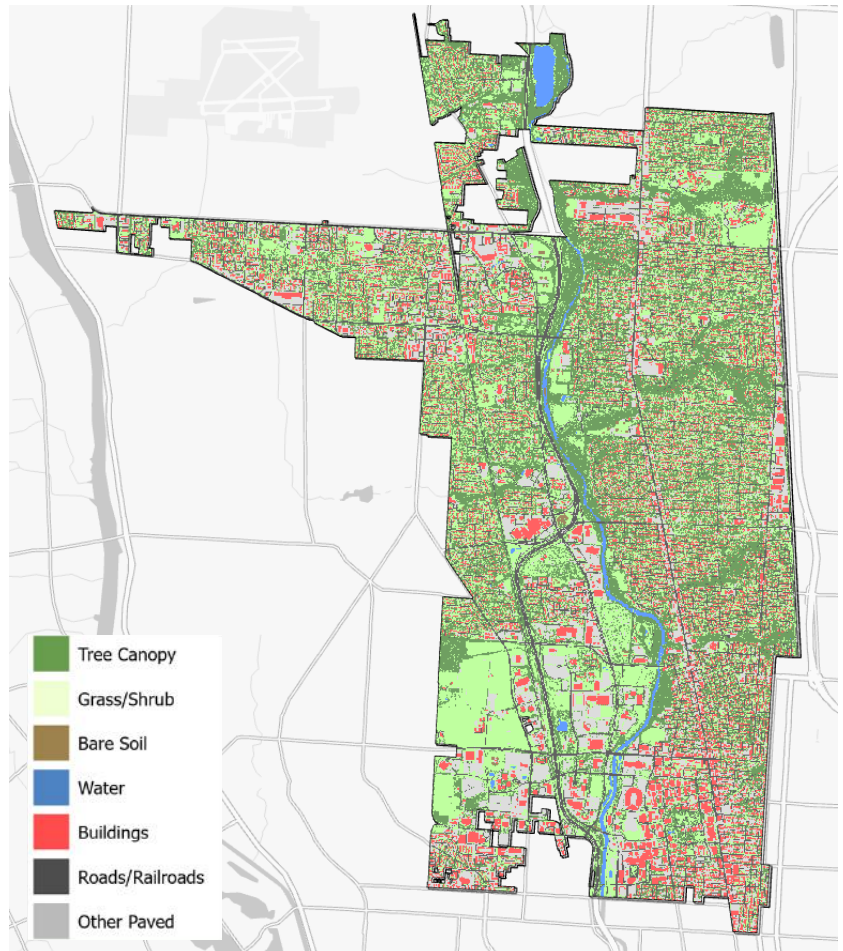 Tree Canopy
Grass/Shrub
Bare Soil
Water
Buildings
Roads/Railroads
Other Paved